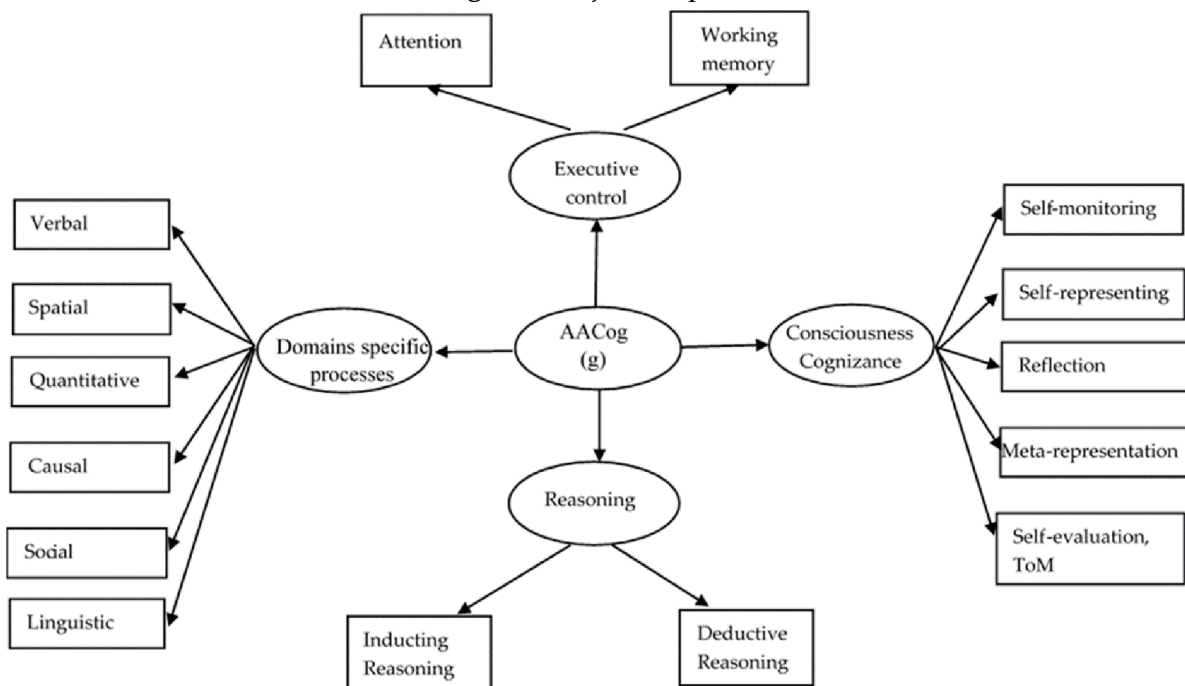 Attention
Working
memory
Executive
control
Verbal
Spatial
Quantitative
Causal
Social
Linguistic
Domains specific
processes
AACog
(g)
Consciousness
Cognizance
Self-monitoring
Self-representing
Reflection
Meta-representation
Self-evaluation,
ToM
Reasoning
Inducting
Reasoning
Deductive
Reasoning